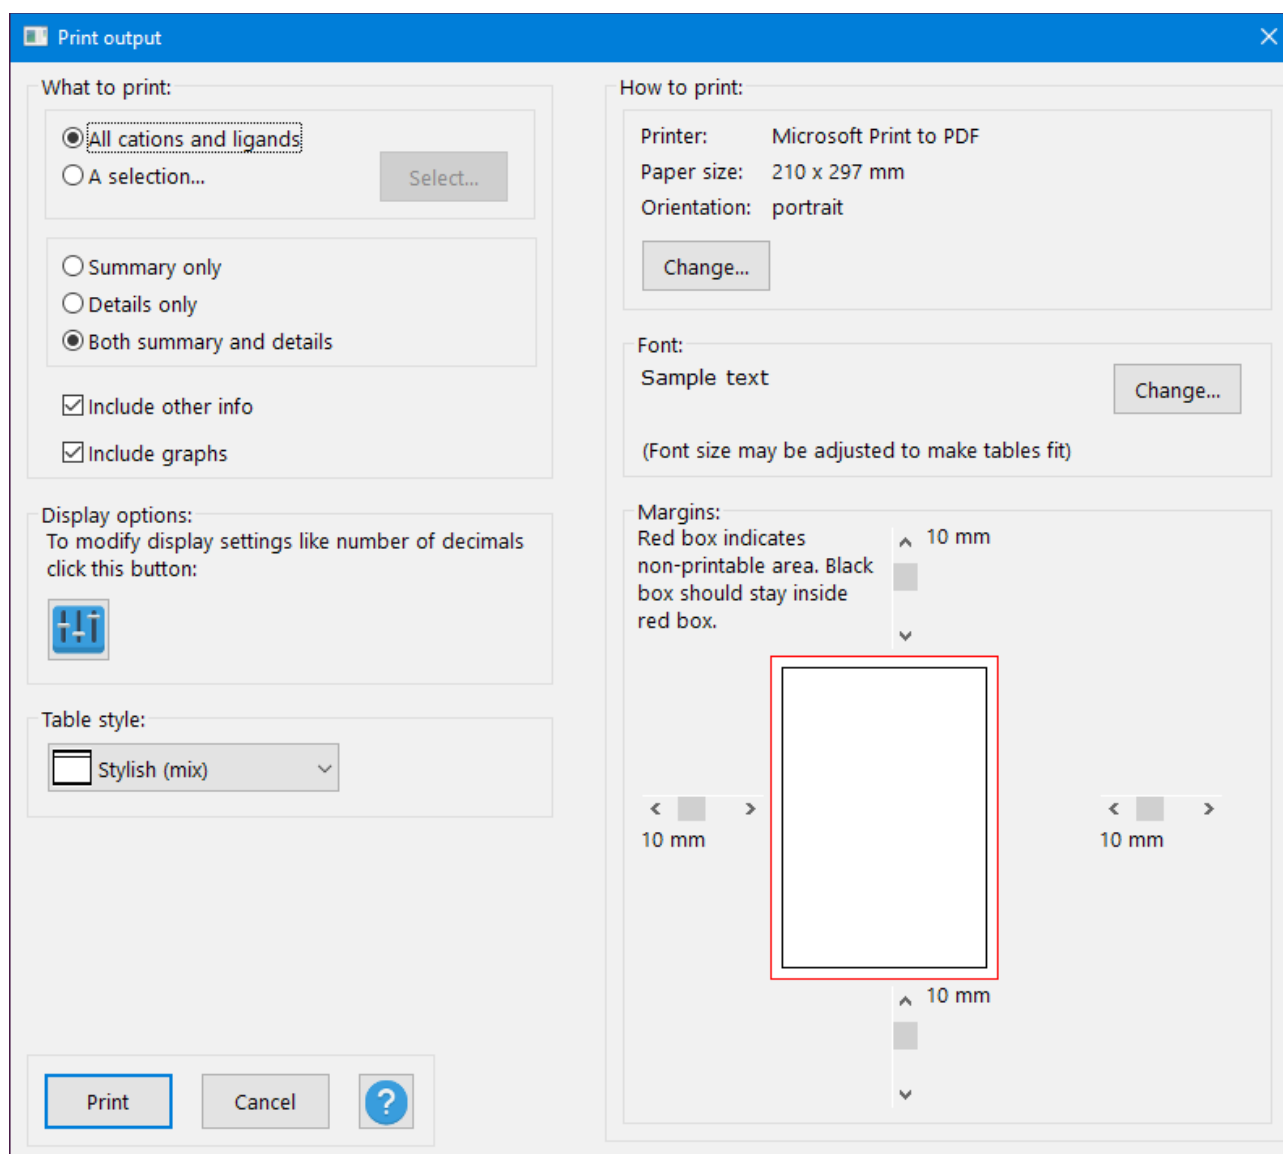 Print output
What to print:
All cations and ligands
A selection...
Select...
Summary only
Details only
Both summary and details
Include other info
Include graphs
Display options:
To modify display settings like number of decimals
click this button:
Table style:
Stylish (mix)
Print
Cancel
?
How to print:
Printer: Microsoft Print to PDF
Paper size: 210 x 297 mm
Orientation: portrait
Change...
Font:
Sample text
Change...
(Font size may be adjusted to make tables fit)
Margins:
Red box indicates
non-printable area. Black
box should stay inside
red box.
10 mm
10 mm
10 mm
10 mm